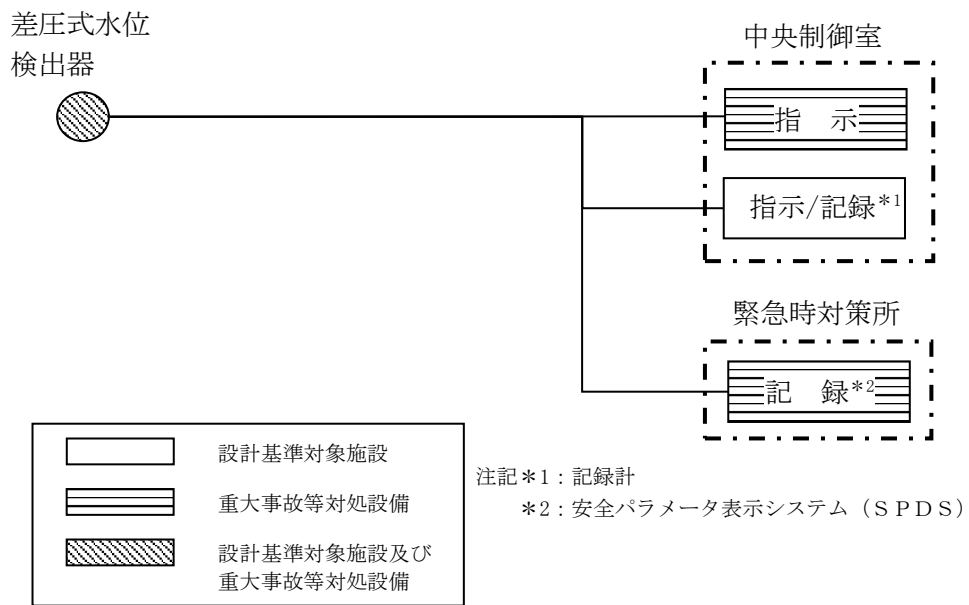 差圧式水位
検出器
中央制御室
指 示
指示/記録*1
緊急時対策所
記 録*2
設計基準対象施設
重大事故等対処設備
設計基準対象施設及び
重大事故等対処設備
注記*1:記録計
*2:安全パラメータ表示システム(SPDS)